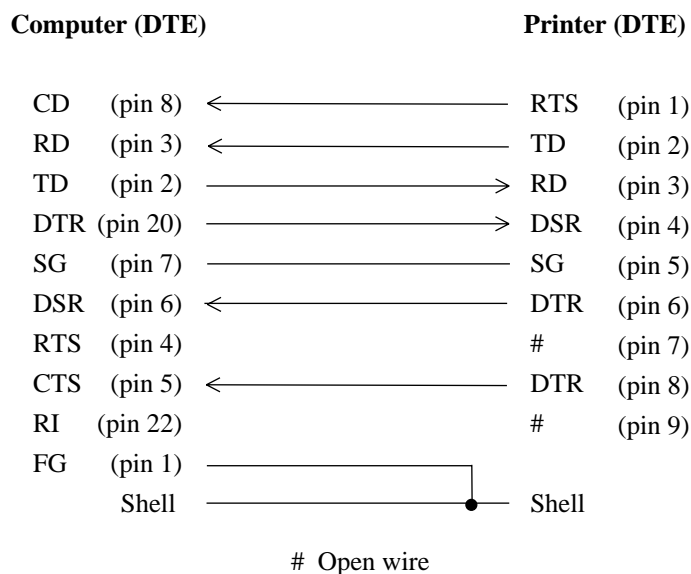 Computer (DTE) Printer (DTE)
CD (pin 8) RTS (pin 1)
RD (pin 3) TD (pin 2)
TD (pin 2) RD (pin 3)
DTR (pin 20) DSR (pin 4)
SG (pin 7) SG (pin 5)
DSR (pin 6) DTR (pin 6)
RTS (pin 4) # (pin 7)
CTS (pin 5) DTR (pin 8)
RI (pin 22) # (pin 9)
FG (pin 1)
Shell Shell
# Open wire